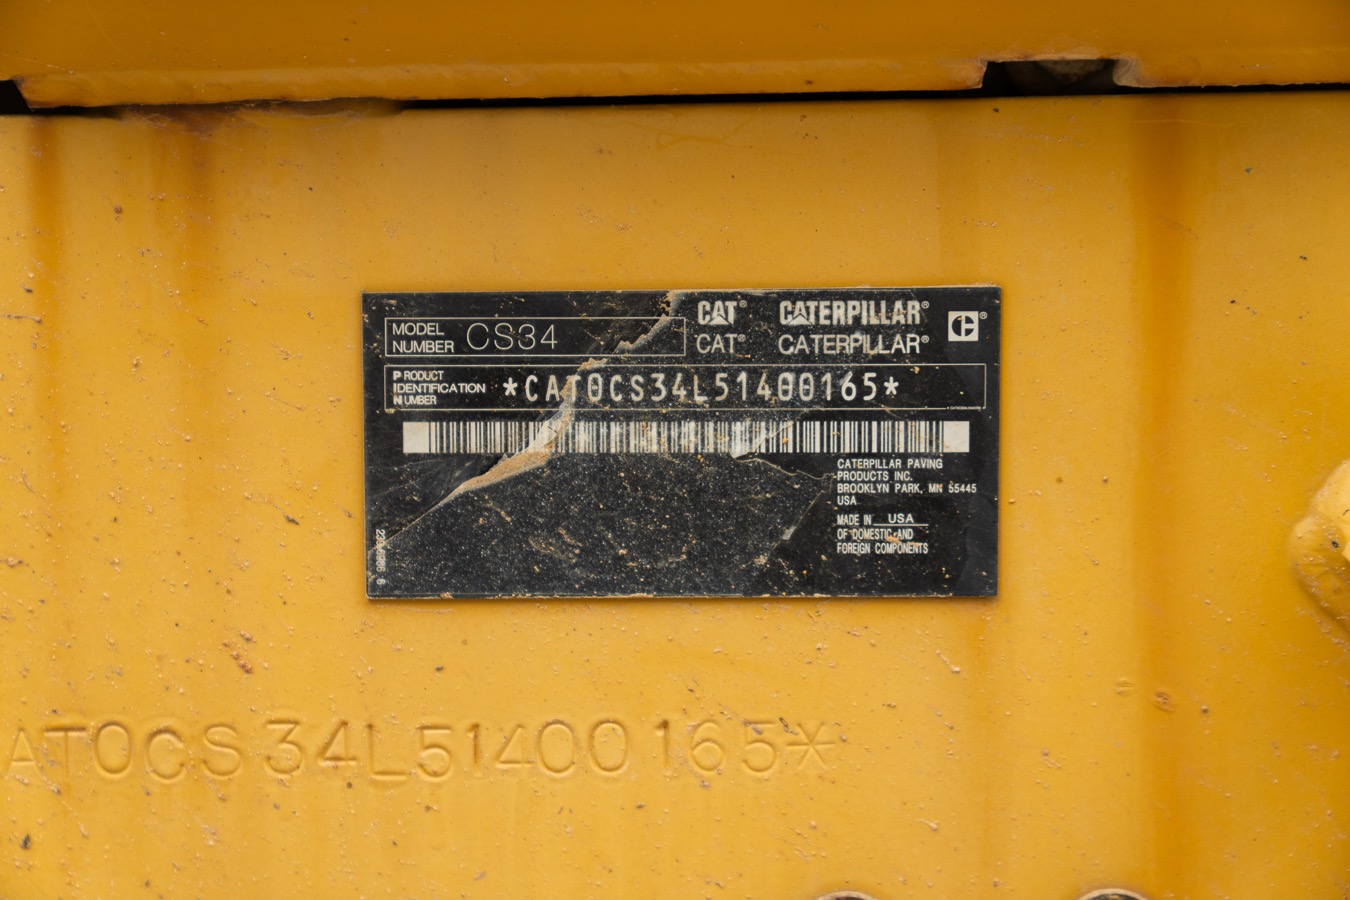 MODEL NUMBER CS34
CAT® CATERPILLAR®
CAT® CATERPILLAR®
PRODUCT IDENTIFICATION NUMBER *CAT0CS34L51400165*
CATERPILLAR PAVING
PRODUCTS INC.
BROOKLYN PARK, MN 55445
USA
MADE IN USA
OF DOMESTIC AND
FOREIGN COMPONENTS
AT0CS34L51400165*